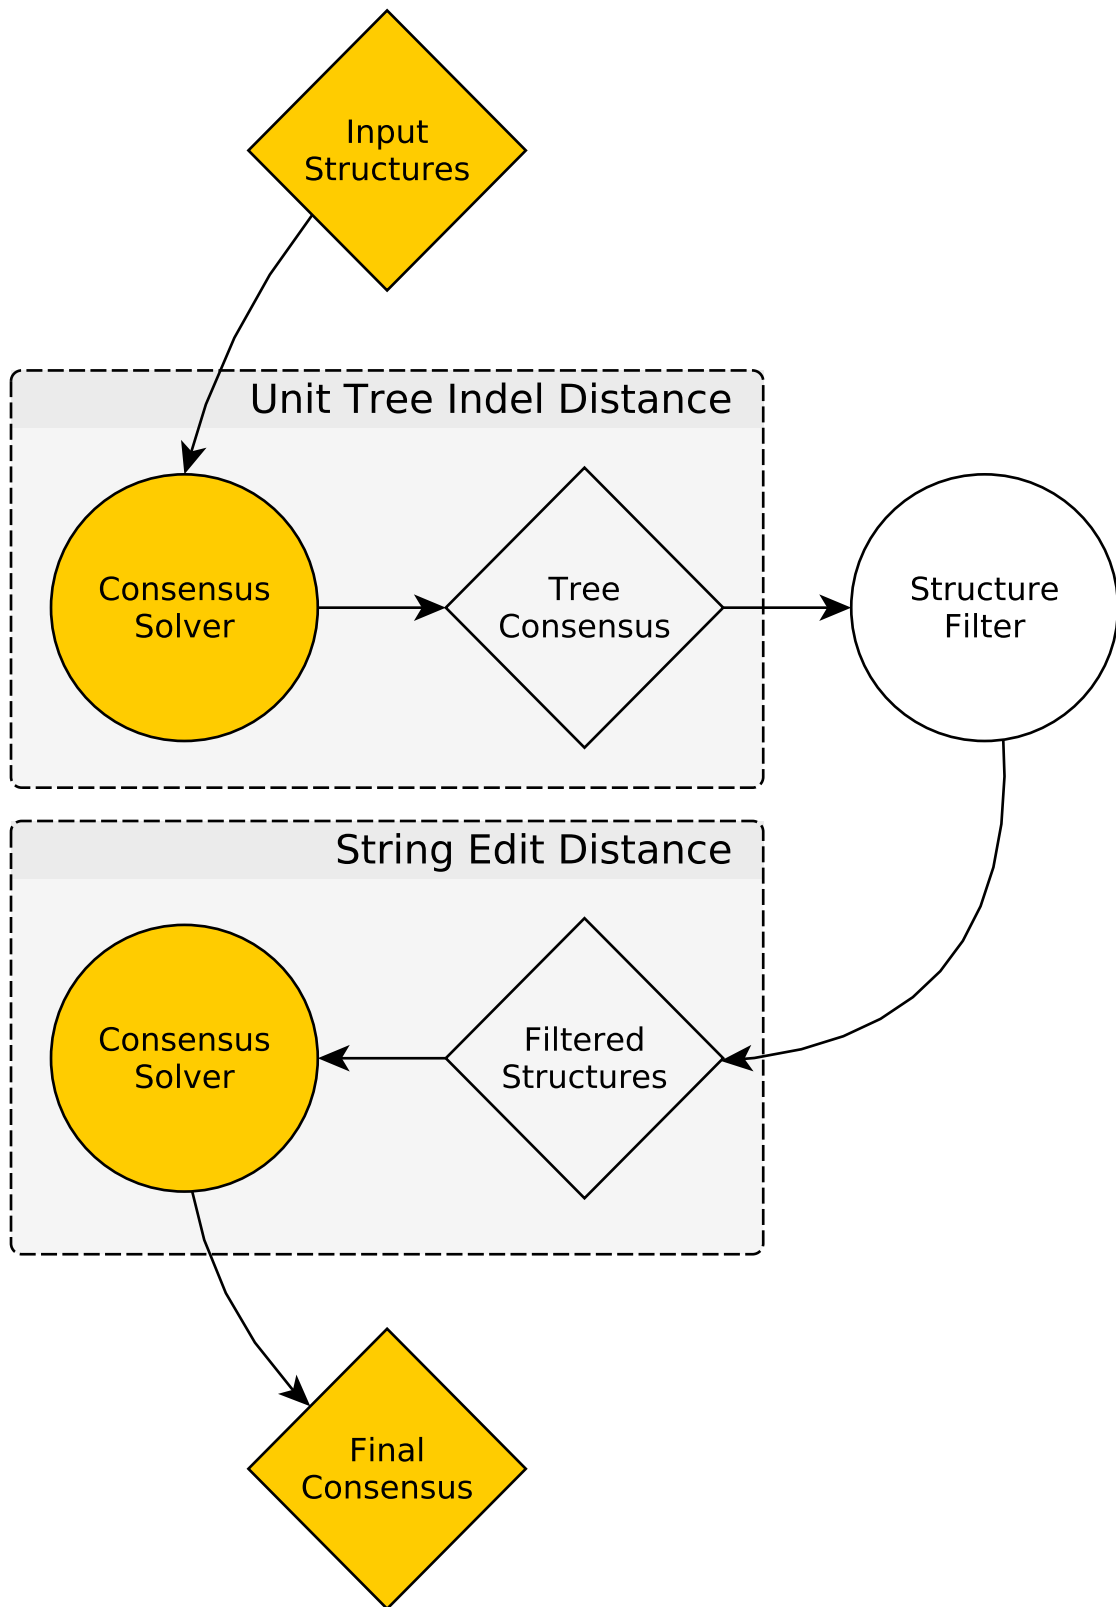 Input
Structures
Unit Tree Indel Distance
Consensus
Solver
Tree
Consensus
Structure
Filter
String Edit Distance
Consensus
Solver
Filtered
Structures
Final
Consensus